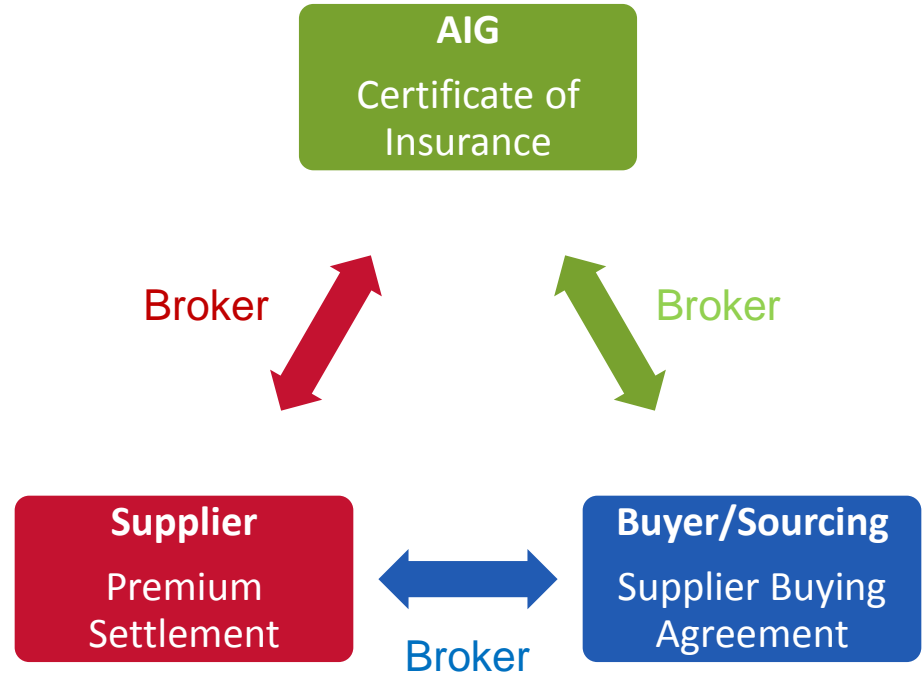 AIG
Certificate of
Insurance
Broker
Broker
Supplier
Premium
Settlement
Buyer/Sourcing
Supplier Buying
Agreement
Broker